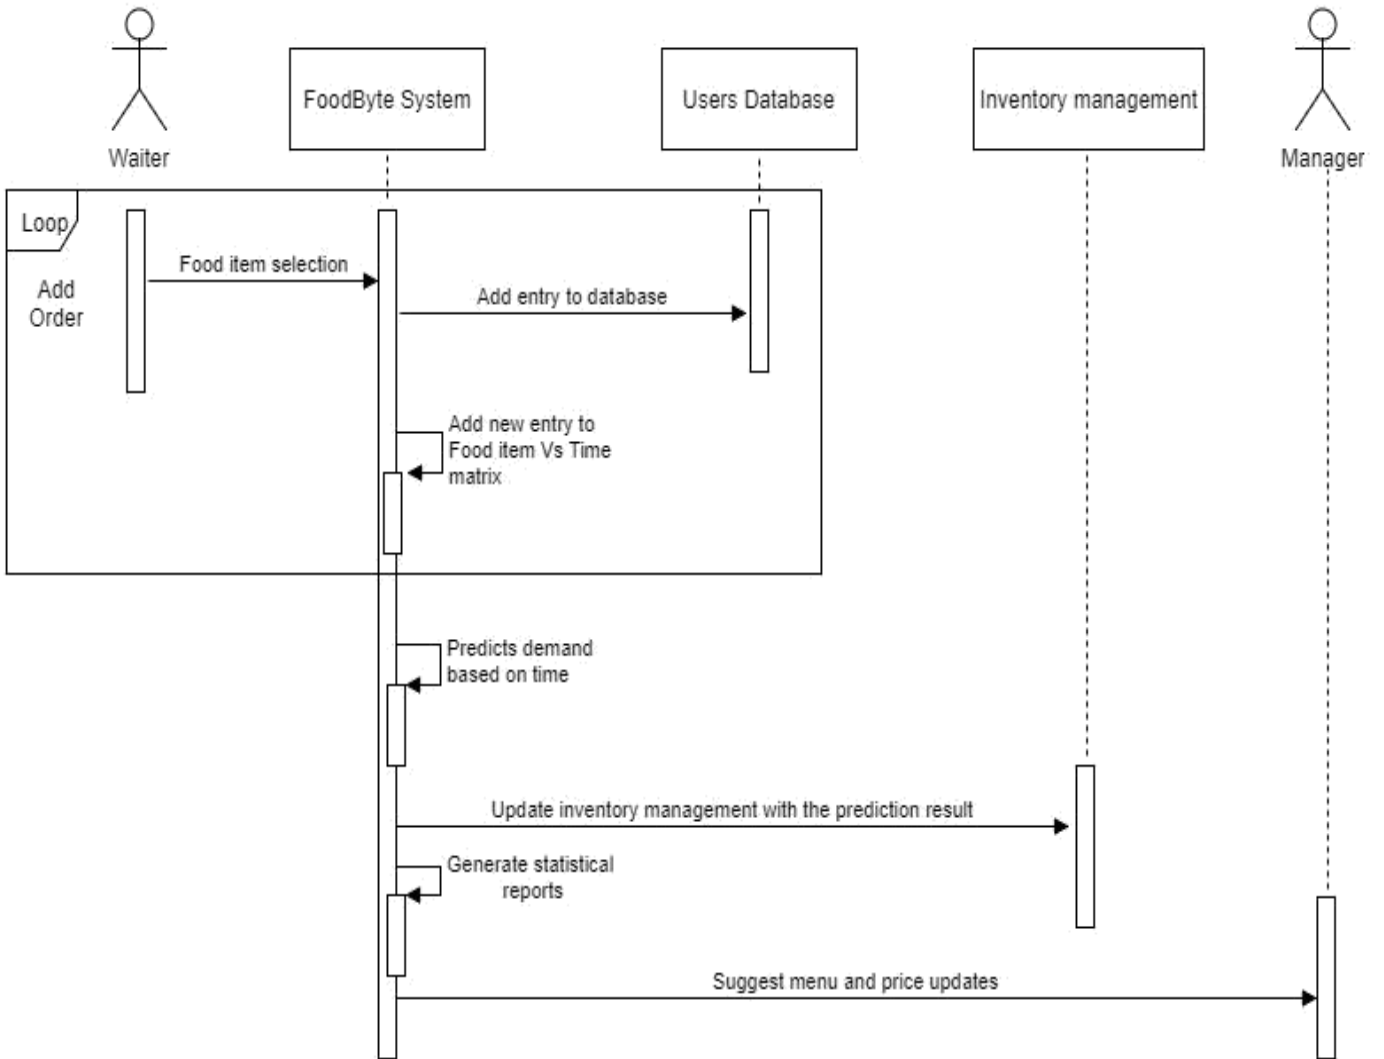 FoodByte System
Users Database
Inventory management
Waiter
Manager
Loop
Add
Order
Food item selection
Add entry to database
Add new entry to
Food item Vs Time
matrix
Predicts demand
based on time
Update inventory management with the prediction result
Generate statistical
reports
Suggest menu and price updates